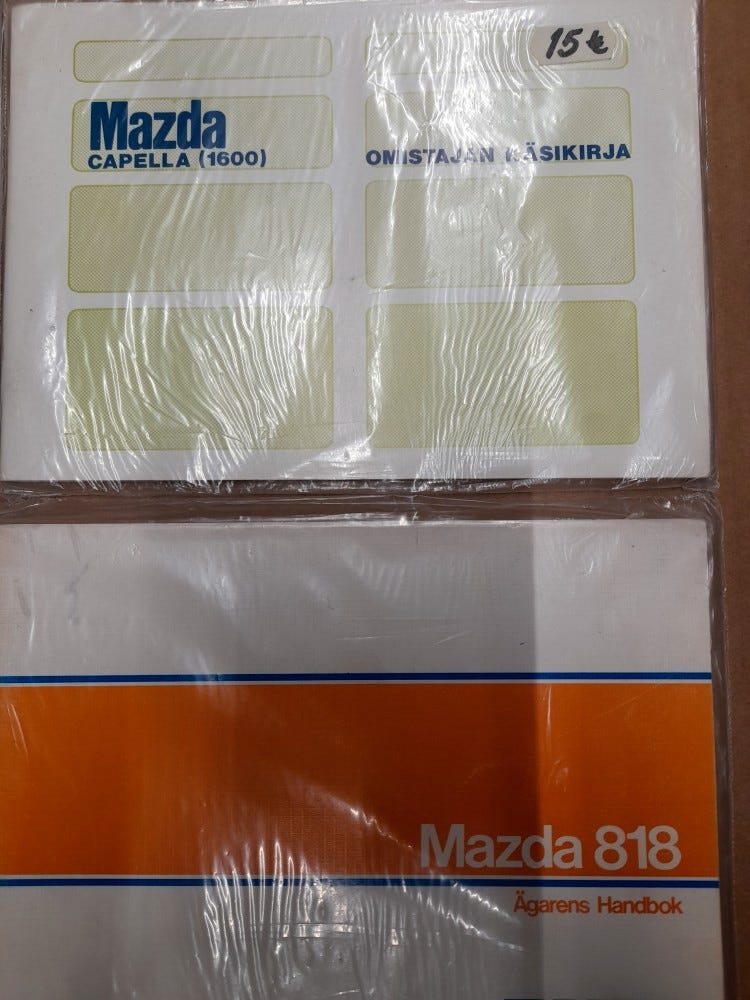 15 €
Mazda
CAPELLA (1600)
OMISTAJAN KÄSIKIRJA
Mazda 818
Ägarens Handbok